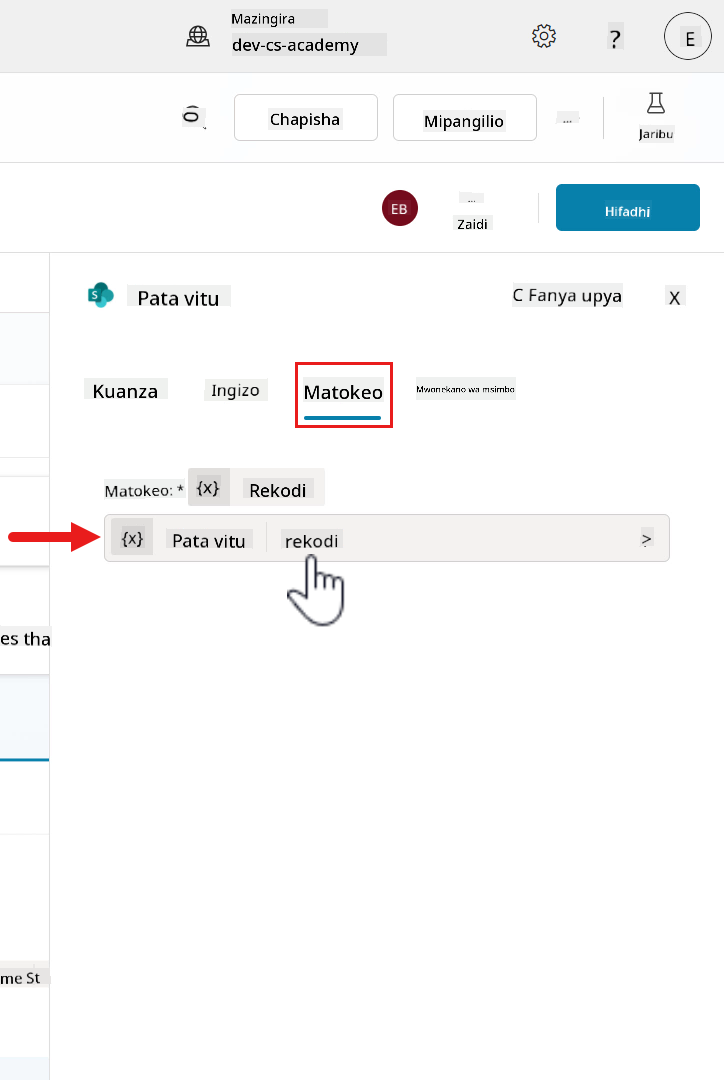 Mazingira
dev-cs-academy
?
E
Chapisha
Mipangilio
...
Jaribu
EB
...
Zaidi
Hifadhi
S
Pata vitu
C Fanya upya
X
Kuanza
Ingizo
Matokeo
Mwonekano wa msimbo
Matokeo: * {x} Rekodi
{x} Pata vitu rekodi >
es tha
me St